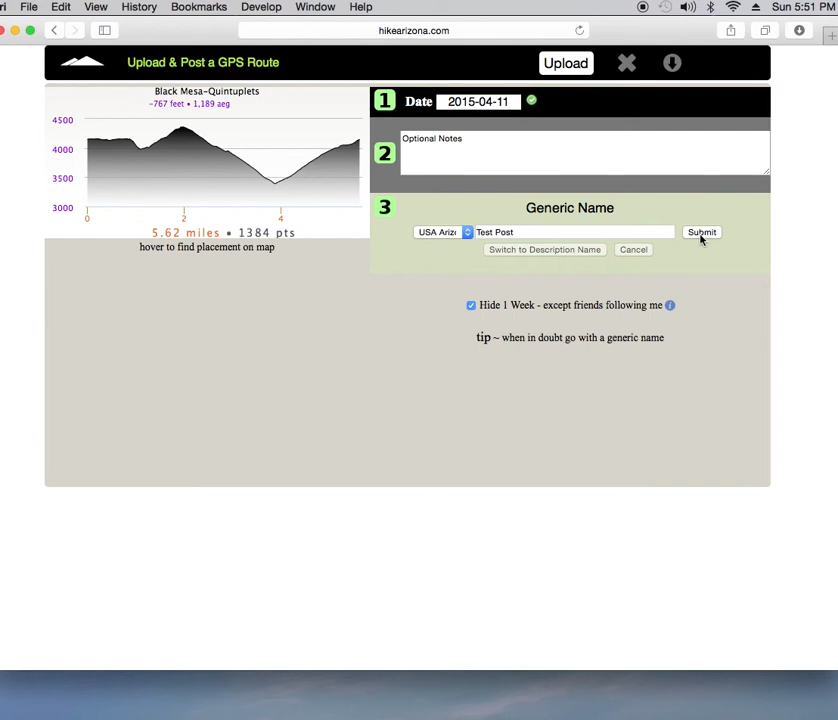 ri File Edit View History Bookmarks Develop Window Help Sun 5:51 PM
hikearizona.com
Upload & Post a GPS Route Upload
Black Mesa-Quintuplets
-767 feet • 1,189 aeg
4500
4000
3500
3000
0 2 4
5.62 miles • 1384 pts
hover to find placement on map
1 Date 2015-04-11
2 Optional Notes
3 Generic Name
USA Ariz Test Post Submit
Switch to Description Name Cancel
Hide 1 Week - except friends following me i
tip ~ when in doubt go with a generic name